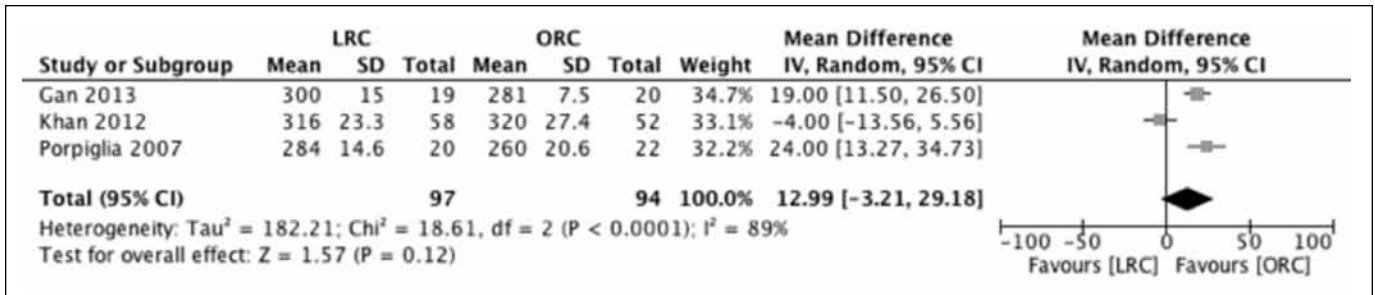 LRC ORC Mean Difference Mean Difference
Study or Subgroup Mean SD Total Mean SD Total Weight IV, Random, 95% CI IV, Random, 95% CI
Gan 2013 300 15 19 281 7.5 20 34.7% 19.00 [11.50, 26.50]
Khan 2012 316 23.3 58 320 27.4 52 33.1% -4.00 [-13.56, 5.56]
Porpiglia 2007 284 14.6 20 260 20.6 22 32.2% 24.00 [13.27, 34.73]
Total (95% CI) 97 94 100.0% 12.99 [-3.21, 29.18]
Heterogeneity: Tau² = 182.21; Chi² = 18.61, df = 2 (P < 0.0001); I² = 89%
Test for overall effect: Z = 1.57 (P = 0.12)
-100 -50 0 50 100
Favours [LRC] Favours [ORC]